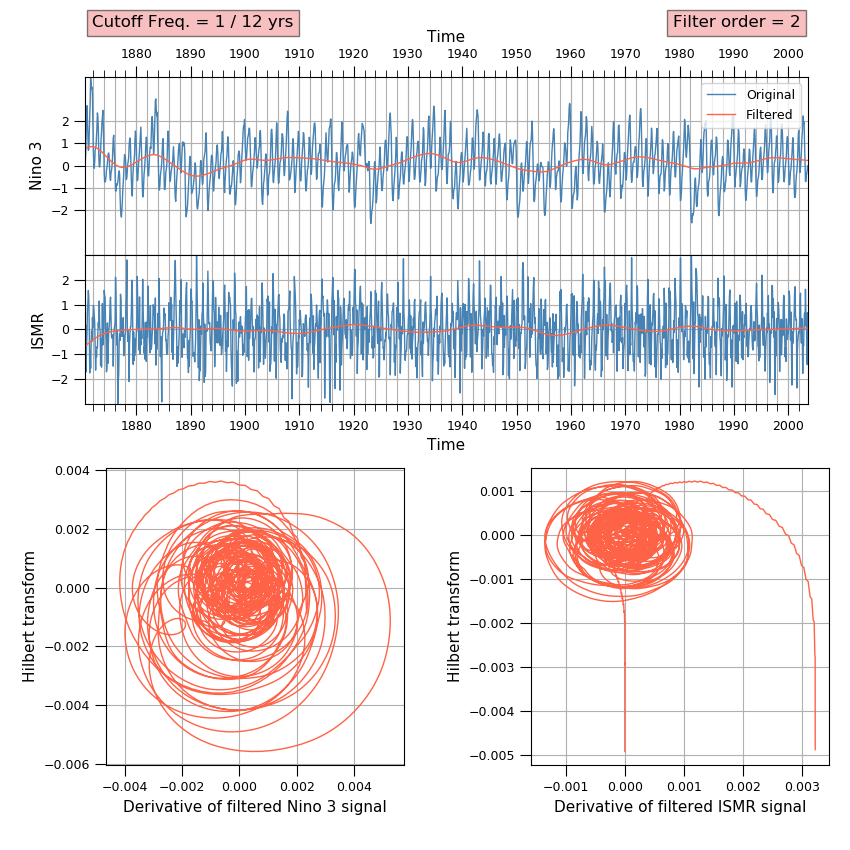 Cutoff Freq. = 1 / 12 yrs Filter order = 2
Time
1880 1890 1900 1910 1920 1930 1940 1950 1960 1970 1980 1990 2000
Original
Filtered
Nino 3
2
1
0
−1
−2
ISMR
2
1
0
−1
−2
1880 1890 1900 1910 1920 1930 1940 1950 1960 1970 1980 1990 2000
Time
Hilbert transform
0.004
0.002
0.000
−0.002
−0.004
−0.006
−0.004 −0.002 0.000 0.002 0.004
Derivative of filtered Nino 3 signal
Hilbert transform
0.001
0.000
−0.001
−0.002
−0.003
−0.004
−0.005
−0.001 0.000 0.001 0.002 0.003
Derivative of filtered ISMR signal